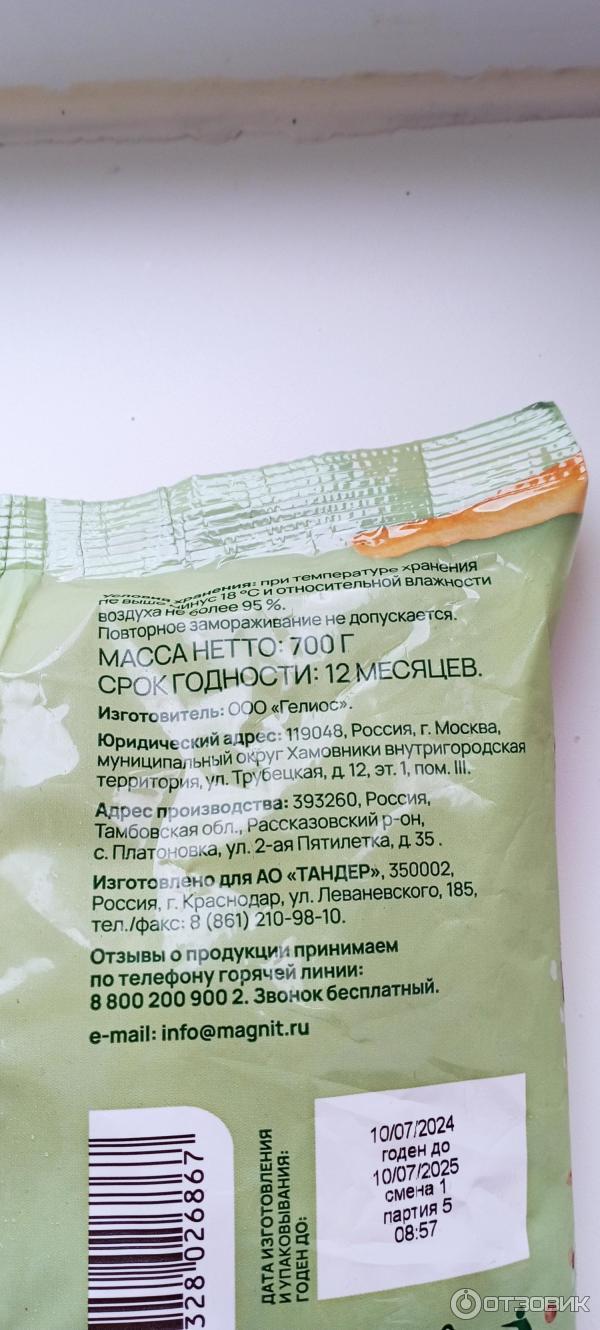 Условия хранения: при температуре хранения
не выше минус 18 °С и относительной влажности
воздуха не более 95 %.
Повторное замораживание не допускается.
МАССА НЕТТО: 700 Г
СРОК ГОДНОСТИ: 12 МЕСЯЦЕВ.
Изготовитель: ООО «Гелиос».
Юридический адрес: 119048, Россия, г. Москва,
муниципальный округ Хамовники внутригородская
территория, ул. Трубецкая, д. 12, эт. 1, пом. III.
Адрес производства: 393260, Россия,
Тамбовская обл., Рассказовский р-он,
с. Платоновка, ул. 2-ая Пятилетка, д. 35 .
Изготовлено для АО «ТАНДЕР», 350002,
Россия, г. Краснодар, ул. Леваневского, 185,
тел./факс: 8 (861) 210-98-10.
Отзывы о продукции принимаем
по телефону горячей линии:
8 800 200 900 2. Звонок бесплатный.
e-mail: info@magnit.ru
328 026867
ДАТА ИЗГОТОВЛЕНИЯ
И УПАКОВЫВАНИЯ:
ГОДЕН ДО:
10/07/2024
годен до
10/07/2025
смена 1
партия 5
08:57
ОТЗОВИК